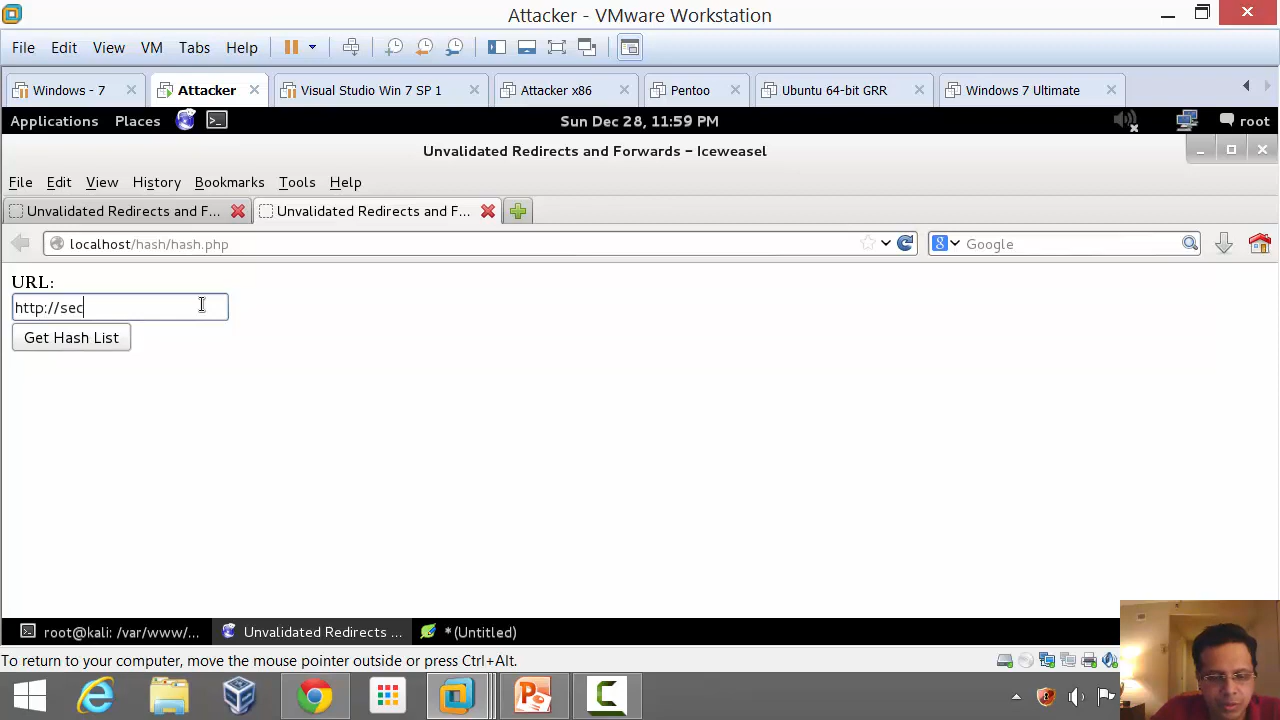 Attacker - VMware Workstation
File Edit View VM Tabs Help
Windows - 7 Attacker Visual Studio Win 7 SP 1 Attacker x86 Pentoo Ubuntu 64-bit GRR Windows 7 Ultimate
Applications Places Sun Dec 28, 11:59 PM root
Unvalidated Redirects and Forwards - Iceweasel
File Edit View History Bookmarks Tools Help
Unvalidated Redirects and F... Unvalidated Redirects and F...
localhost/hash/hash.php Google
URL:
http://sec
Get Hash List
root@kali: /var/www/... Unvalidated Redirects ... *(Untitled)
To return to your computer, move the mouse pointer outside or press Ctrl+Alt.